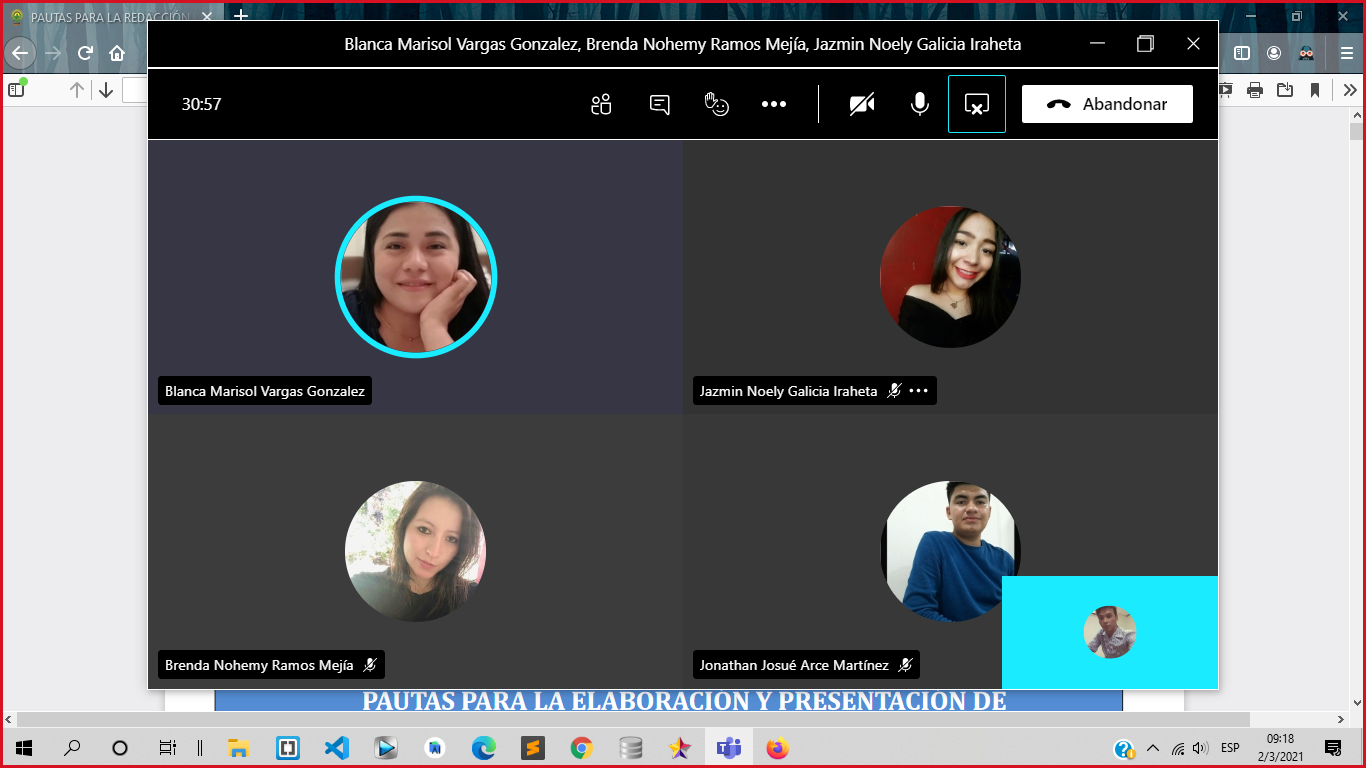 PAUTAS PARA LA REDACCIÓN
Blanca Marisol Vargas Gonzalez, Brenda Nohemy Ramos Mejía, Jazmin Noely Galicia Iraheta
30:57
Abandonar
Blanca Marisol Vargas Gonzalez
Jazmin Noely Galicia Iraheta
Brenda Nohemy Ramos Mejía
Jonathan Josué Arce Martínez
PAUTAS PARA LA ELABORACIÓN Y PRESENTACIÓN DE
ESP
09:18
2/3/2021